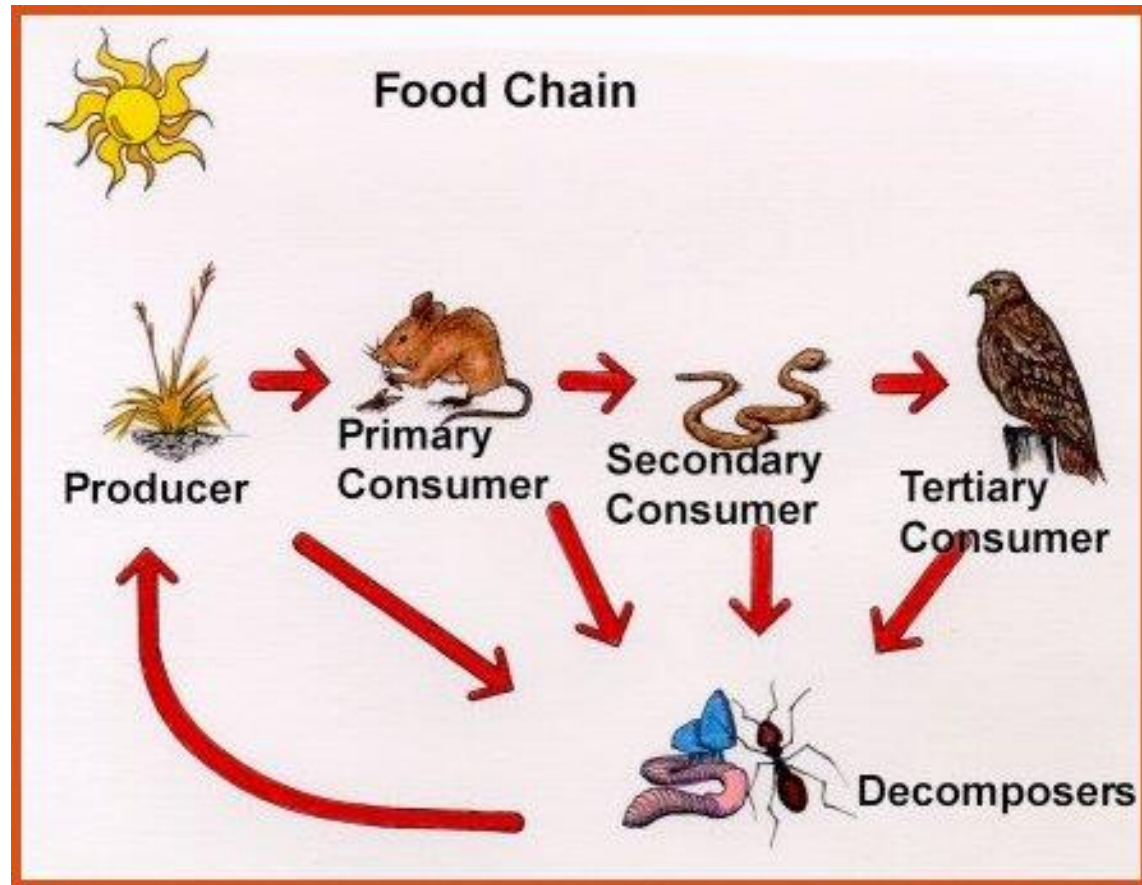 Food Chain
Producer
Primary
Consumer
Secondary
Consumer
Tertiary
Consumer
Decomposers